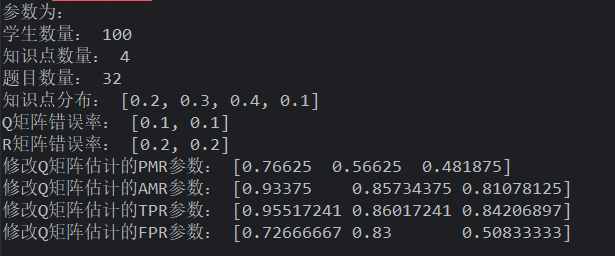 参数为:
学生数量: 100
知识点数量: 4
题目数量: 32
知识点分布: [0.2, 0.3, 0.4, 0.1]
Q矩阵错误率: [0.1, 0.1]
R矩阵错误率: [0.2, 0.2]
修改Q矩阵估计的PMR参数: [0.76625  0.56625  0.481875]
修改Q矩阵估计的AMR参数: [0.93375    0.85734375 0.81078125]
修改Q矩阵估计的TPR参数: [0.95517241 0.86017241 0.84206897]
修改Q矩阵估计的FPR参数: [0.72666667 0.83       0.50833333]